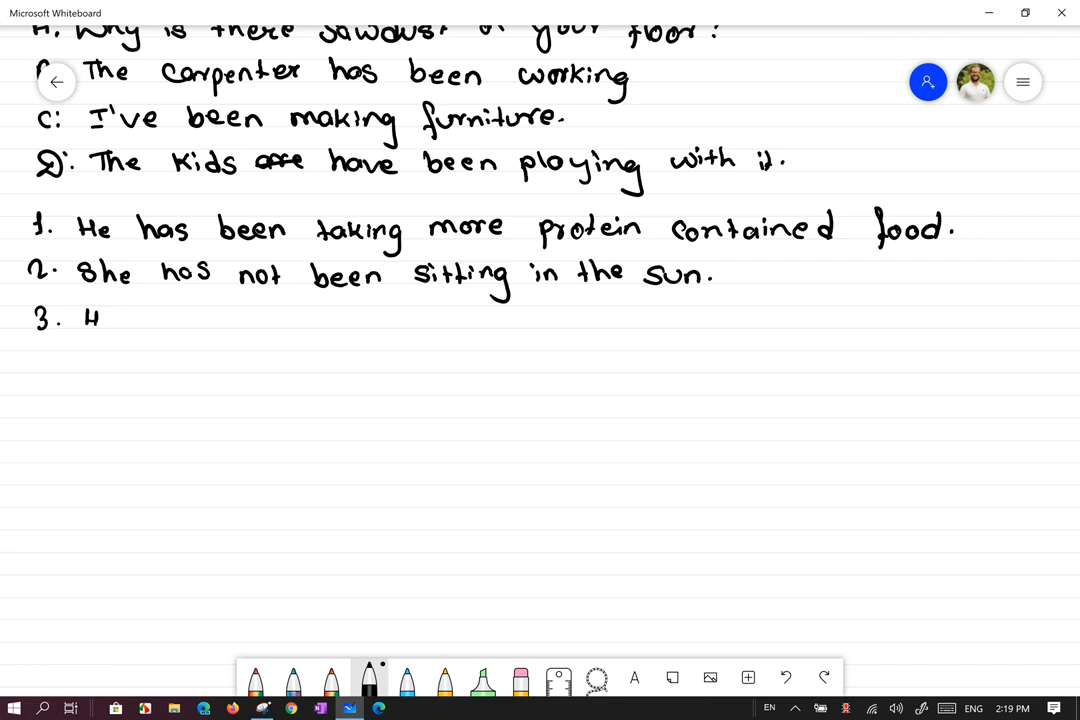 Microsoft Whiteboard
A. Why is there sawdust on your floor?
The carpenter has been working
C: I've been making furniture.
D: The kids are have been playing with it.
1. He has been taking more protein contained food.
2. She has not been sitting in the sun.
3. H
A
EN ENG 2:19 PM